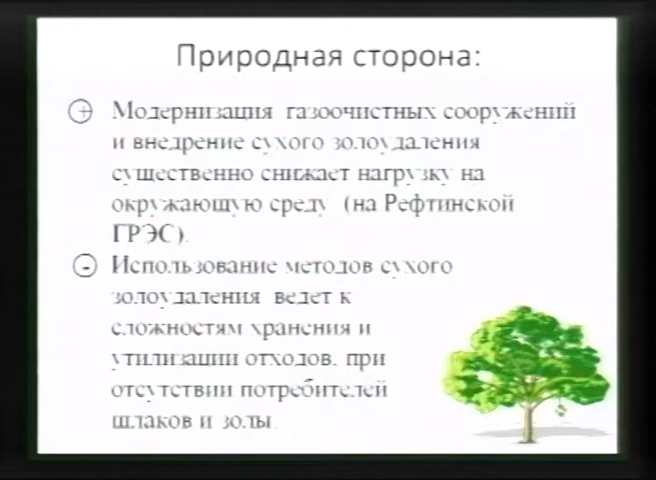 Природная сторона:
+ Модернизация газоочистных сооружений
и внедрение сухого золоудаления
существенно снижает нагрузку на
окружающую среду (на Рефтинской
ГРЭС).
- Использование методов сухого
золоудаления ведет к
сложностям хранения и
утилизации отходов, при
отсутствии потребителей
шлаков и золы